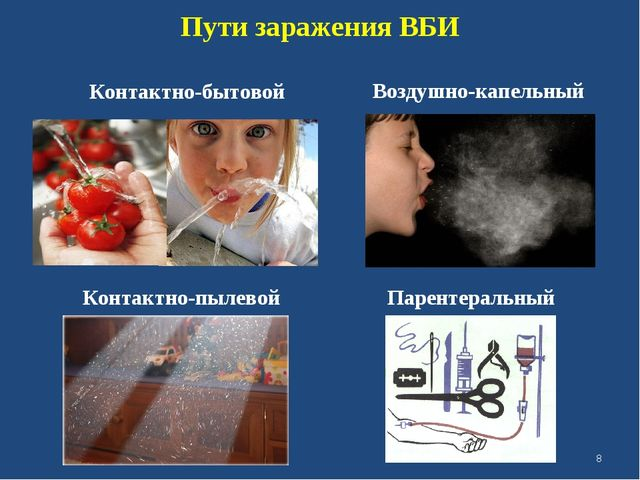 Пути заражения ВБИ
Контактно-бытовой
Воздушно-капельный
Контактно-пылевой
Парентеральный
8